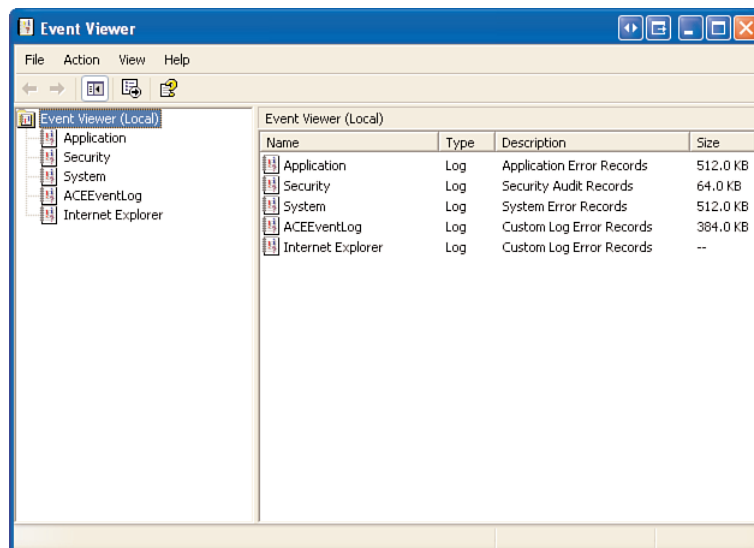 Event Viewer
File Action View Help
Event Viewer (Local)
Application
Security
System
ACEEventLog
Internet Explorer
Event Viewer (Local)
Name Type Description Size
Application Log Application Error Records 512.0 KB
Security Log Security Audit Records 64.0 KB
System Log System Error Records 512.0 KB
ACEEventLog Log Custom Log Error Records 384.0 KB
Internet Explorer Log Custom Log Error Records --